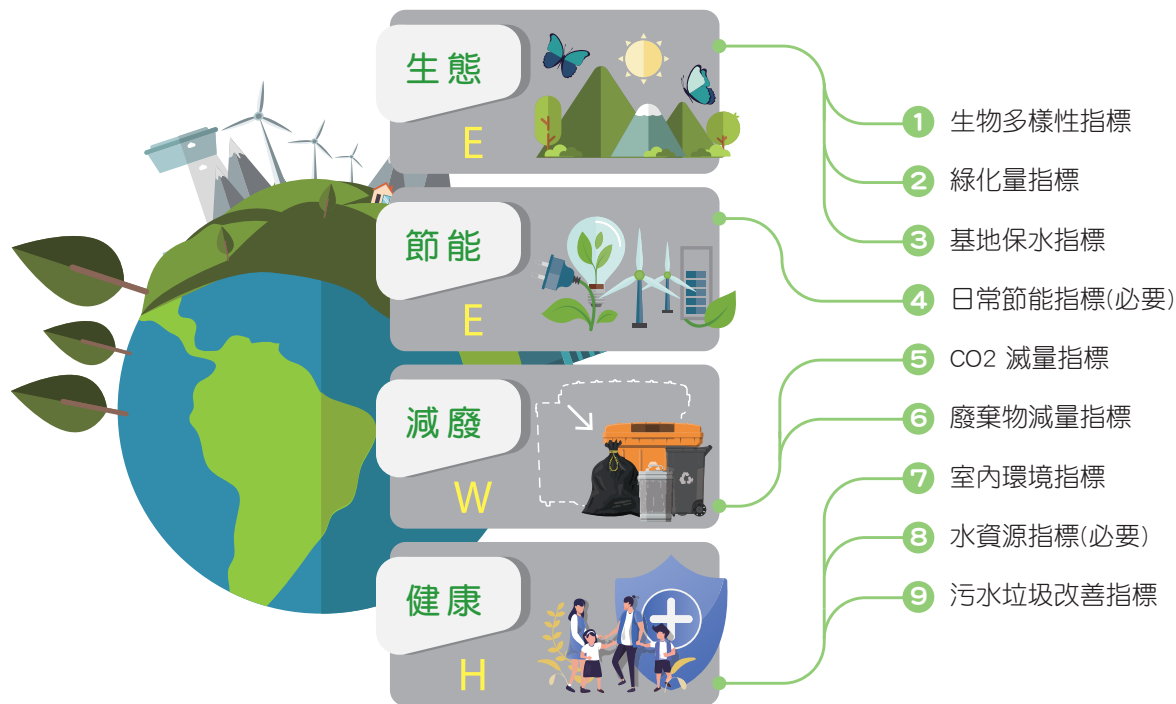 生態
E
節能
E
減廢
W
健康
H
1 生物多樣性指標
2 綠化量指標
3 基地保水指標
4 日常節能指標(必要)
5 CO2 滅量指標
6 廢棄物減量指標
7 室內環境指標
8 水資源指標(必要)
9 污水垃圾改善指標